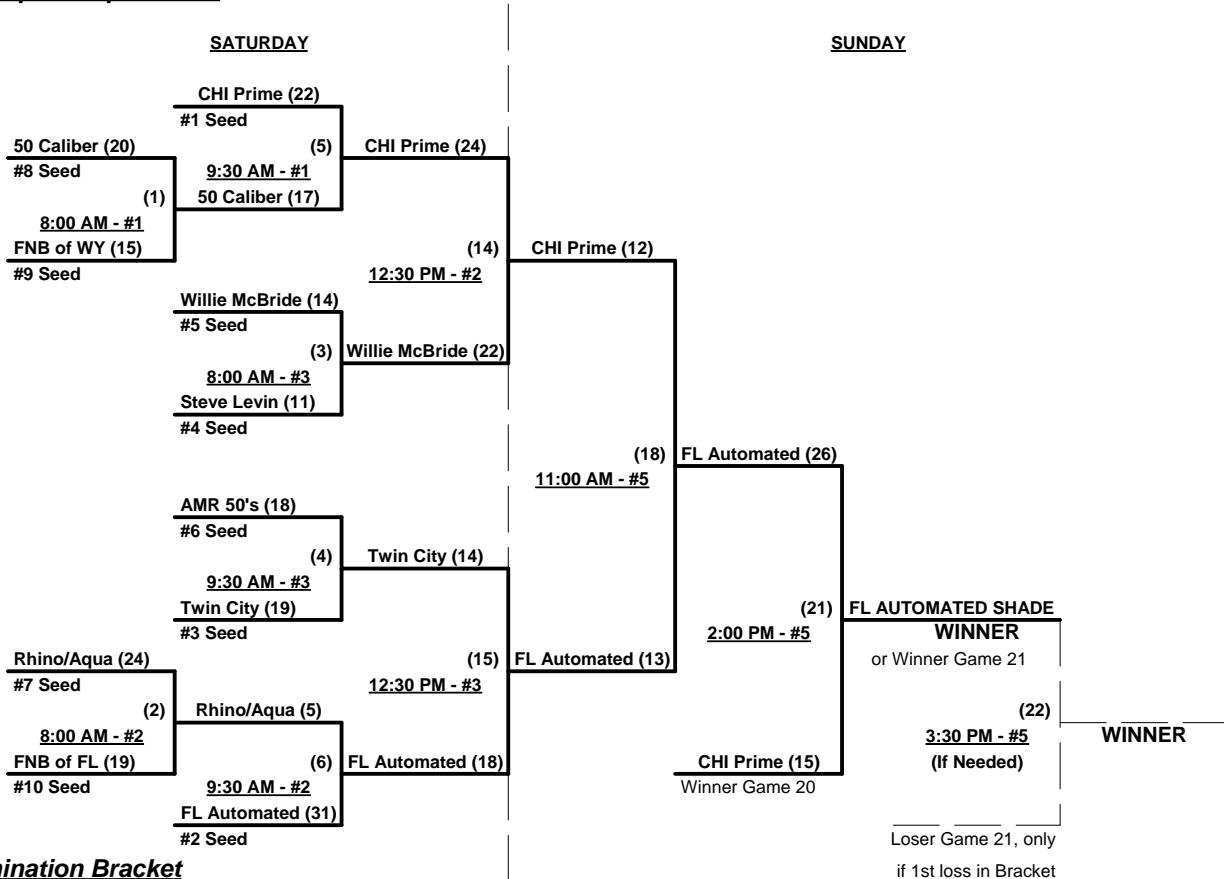 SATURDAY
SUNDAY
CHI Prime (22)
#1 Seed
50 Caliber (20)
(5)
CHI Prime (24)
#8 Seed
9:30 AM - #1
(1)
50 Caliber (17)
8:00 AM - #1
FNB of WY (15)
(14)
CHI Prime (12)
#9 Seed
12:30 PM - #2
Willie McBride (14)
#5 Seed
(3)
Willie McBride (22)
8:00 AM - #3
Steve Levin (11)
#4 Seed
(18)
FL Automated (26)
11:00 AM - #5
AMR 50's (18)
#6 Seed
(4)
Twin City (14)
9:30 AM - #3
Twin City (19)
(21)
FL AUTOMATED SHADE
#3 Seed
2:00 PM - #5
WINNER
Rhino/Aqua (24)
(15)
FL Automated (13)
or Winner Game 21
#7 Seed
12:30 PM - #3
(2)
Rhino/Aqua (5)
(22)
8:00 AM - #2
3:30 PM - #5
WINNER
FNB of FL (19)
(6)
FL Automated (18)
CHI Prime (15)
(If Needed)
#10 Seed
9:30 AM - #2
Winner Game 20
FL Automated (31)
#2 Seed
Loser Game 21, only
Bracket
if 1st loss in Bracket